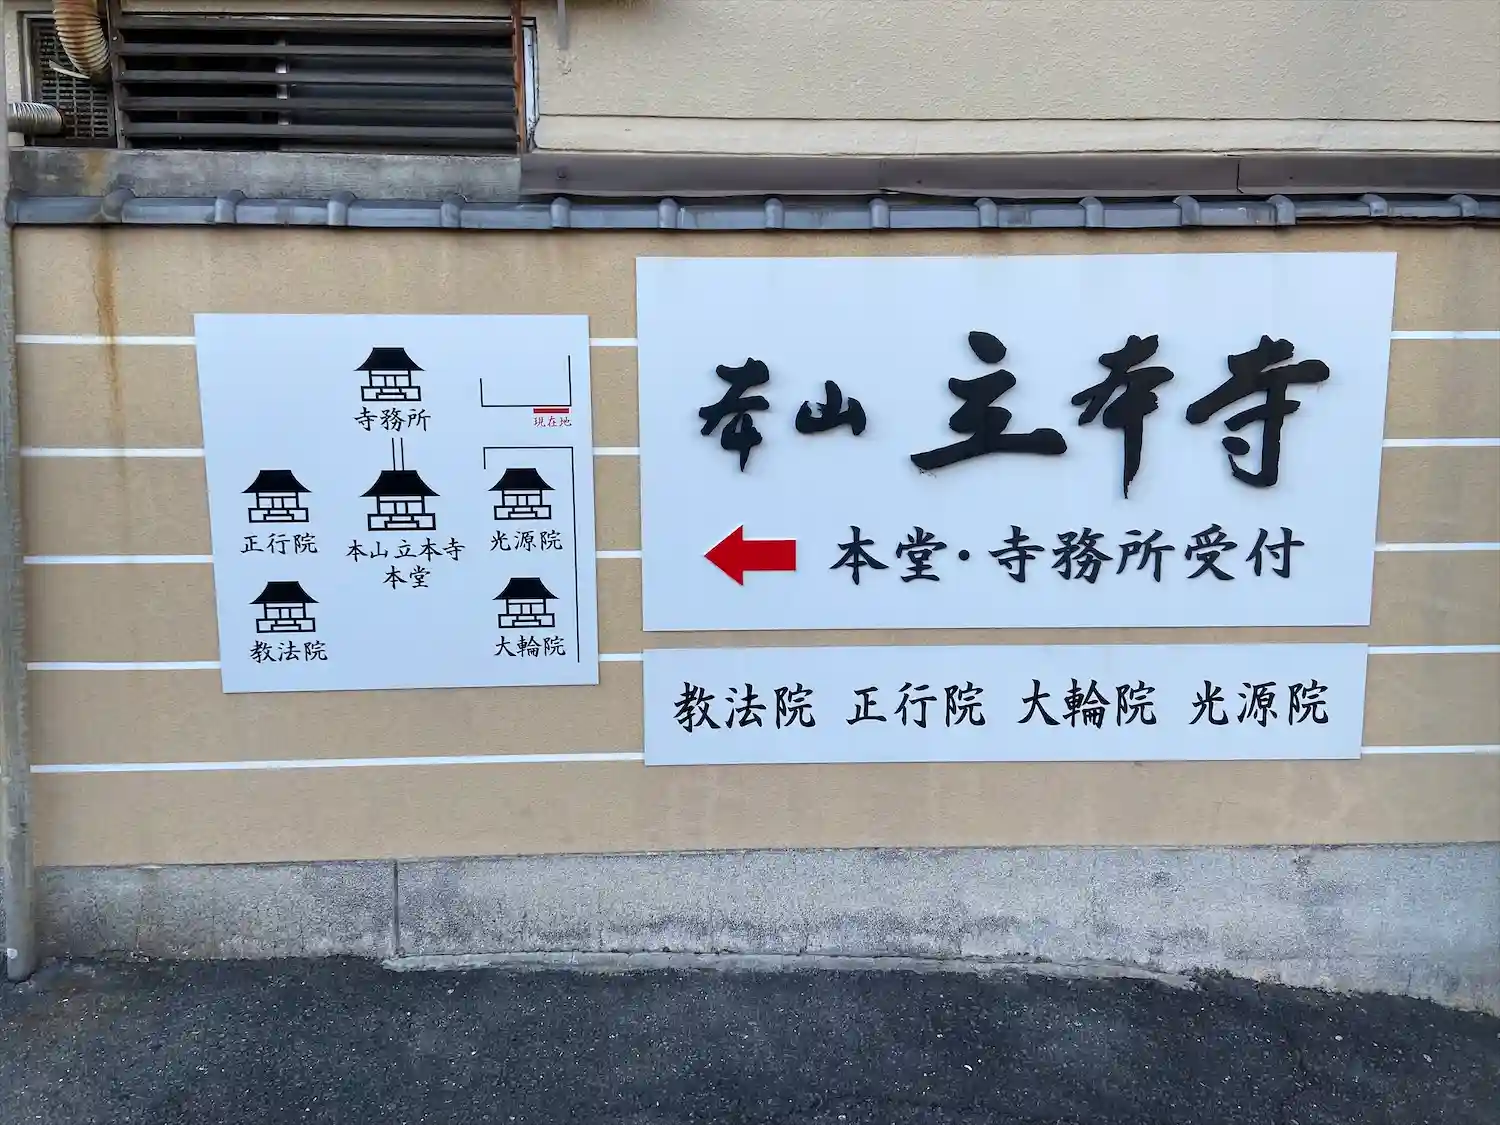 寺務所
現在地
正行院
本山立本寺
本堂
光源院
教法院
大輪院
本山 立本寺
本堂・寺務所受付
教法院 正行院 大輪院 光源院